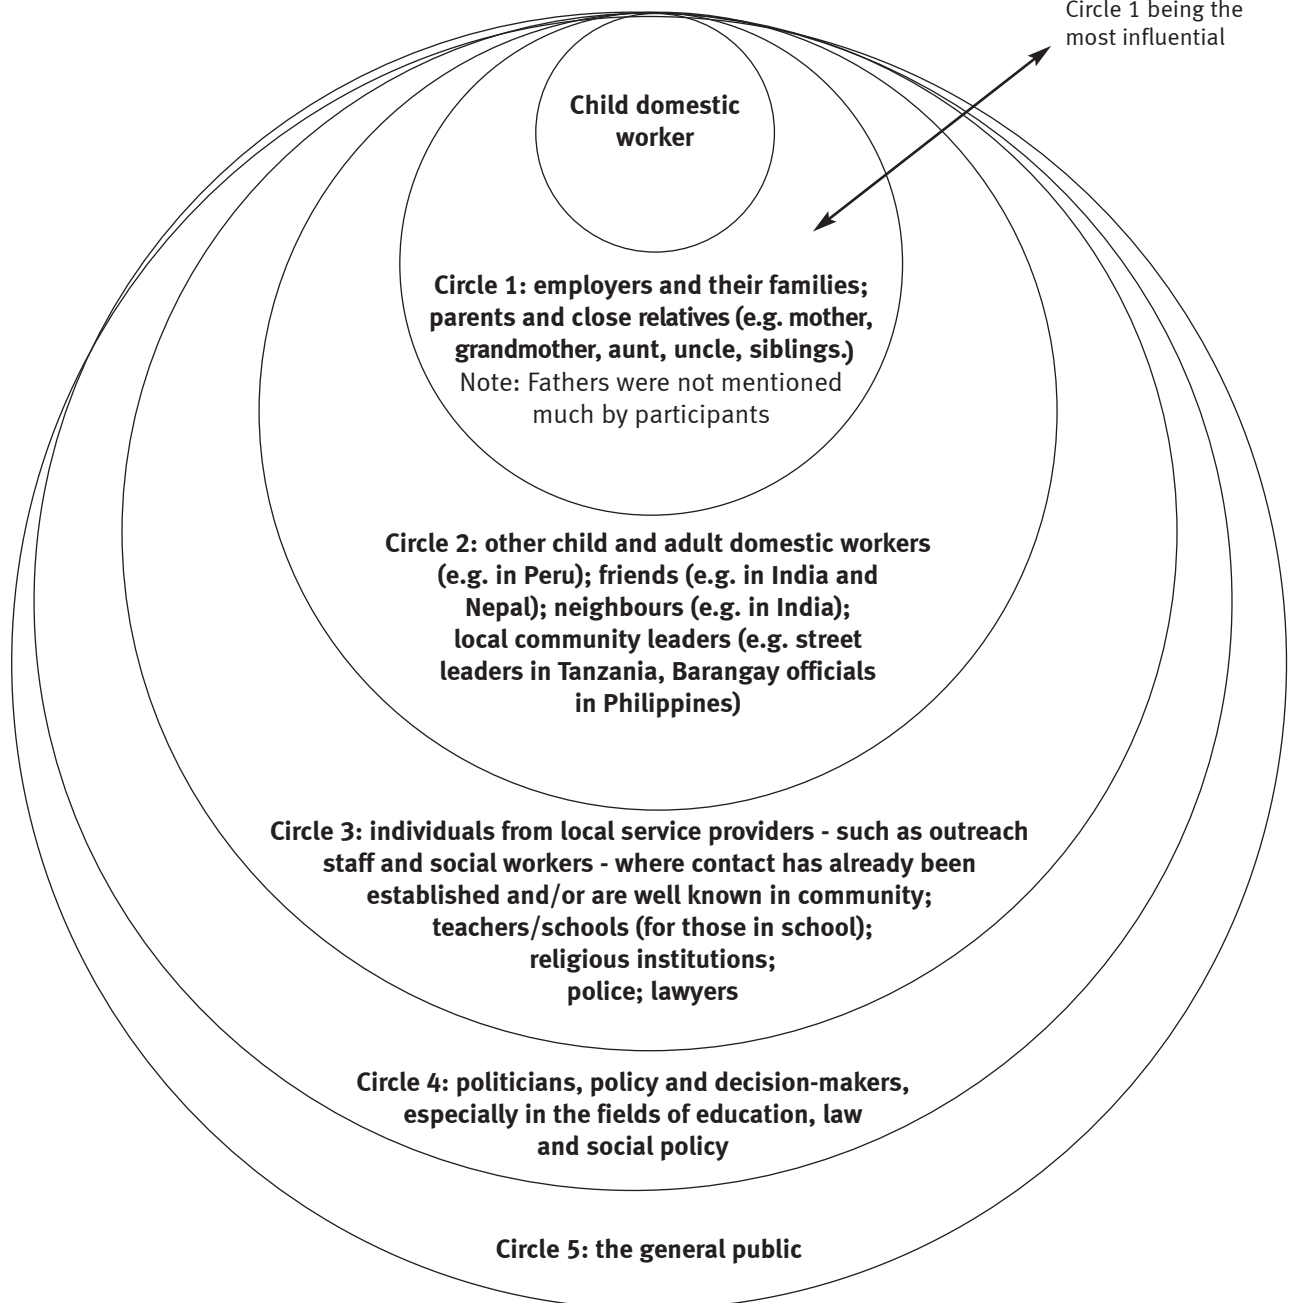 Circle 1 being the
most influential
Child domestic
worker
Circle 1: employers and their families;
parents and close relatives (e.g. mother,
grandmother, aunt, uncle, siblings.)
Note: Fathers were not mentioned
much by participants
Circle 2: other child and adult domestic workers
(e.g. in Peru); friends (e.g. in India and
Nepal); neighbours (e.g. in India);
local community leaders (e.g. street
leaders in Tanzania, Barangay officials
in Philippines)
Circle 3: individuals from local service providers - such as outreach
staff and social workers - where contact has already been
established and/or are well known in community;
teachers/schools (for those in school);
religious institutions;
police; lawyers
Circle 4: politicians, policy and decision-makers,
especially in the fields of education, law
and social policy
Circle 5: the general public